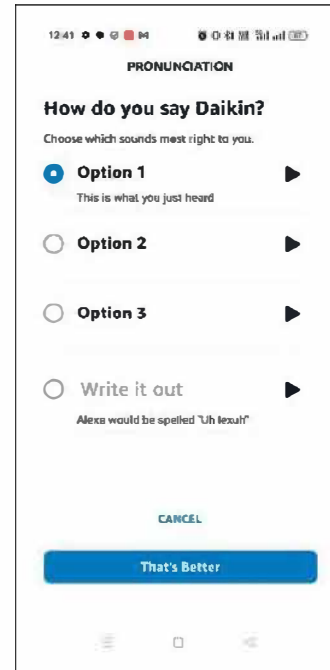 12:41
PRONUNCIATION
How do you say Daikin?
Choose which sounds most right to you.
Option 1
This is what you just heard
Option 2
Option 3
Write it out
Alexa would be spelled "Uh lexuh"
CANCEL
That's Better